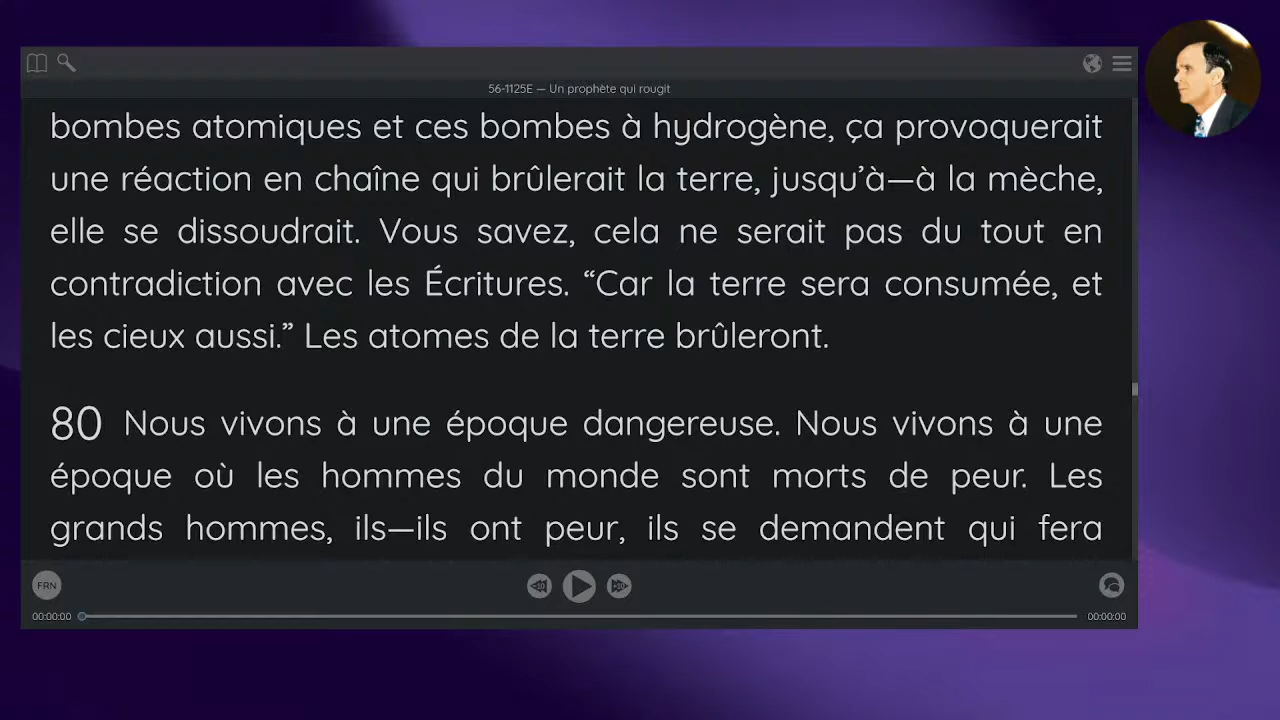 56-1125E — Un prophète qui rougit
bombes atomiques et ces bombes à hydrogène, ça provoquerait
une réaction en chaîne qui brûlerait la terre, jusqu’à—à la mèche,
elle se dissoudrait. Vous savez, cela ne serait pas du tout en
contradiction avec les Écritures. “Car la terre sera consumée, et
les cieux aussi.” Les atomes de la terre brûleront.
80 Nous vivons à une époque dangereuse. Nous vivons à une
époque où les hommes du monde sont morts de peur. Les
grands hommes, ils—ils ont peur, ils se demandent qui fera
FRN
00:00:00
00:00:00